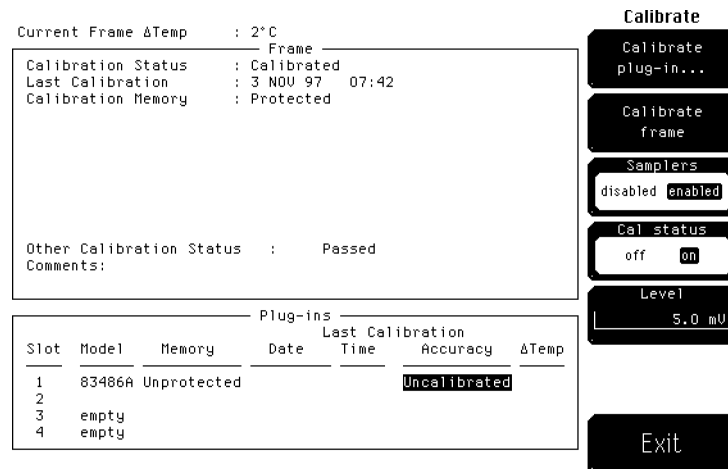 Current Frame ΔTemp : 2°C
Frame
Calibration Status : Calibrated
Last Calibration : 3 NOV 97 07:42
Calibration Memory : Protected
Other Calibration Status : Passed
Comments:
Plug-ins
Last Calibration
Slot Model Memory Date Time Accuracy ΔTemp
1 83486A Unprotected Uncalibrated
2
3 empty
4 empty
Calibrate
Calibrate
plug-in...
Calibrate
frame
Samplers
disabled enabled
Cal status
off on
Level
5.0 mV
Exit